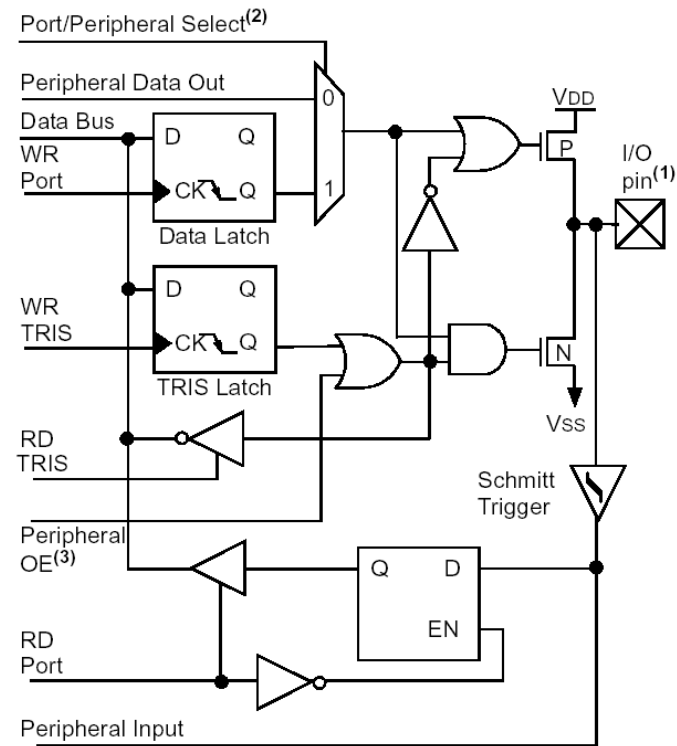 Port/Peripheral Select(2)
Peripheral Data Out
0
VDD
Data Bus
D Q
P
WR
Port
CK Q
1
I/O
pin(1)
Data Latch
D Q
WR
TRIS
CK Q
N
TRIS Latch
VSS
RD
TRIS
Schmitt
Trigger
Peripheral
OE(3)
Q D
EN
RD
Port
Peripheral Input